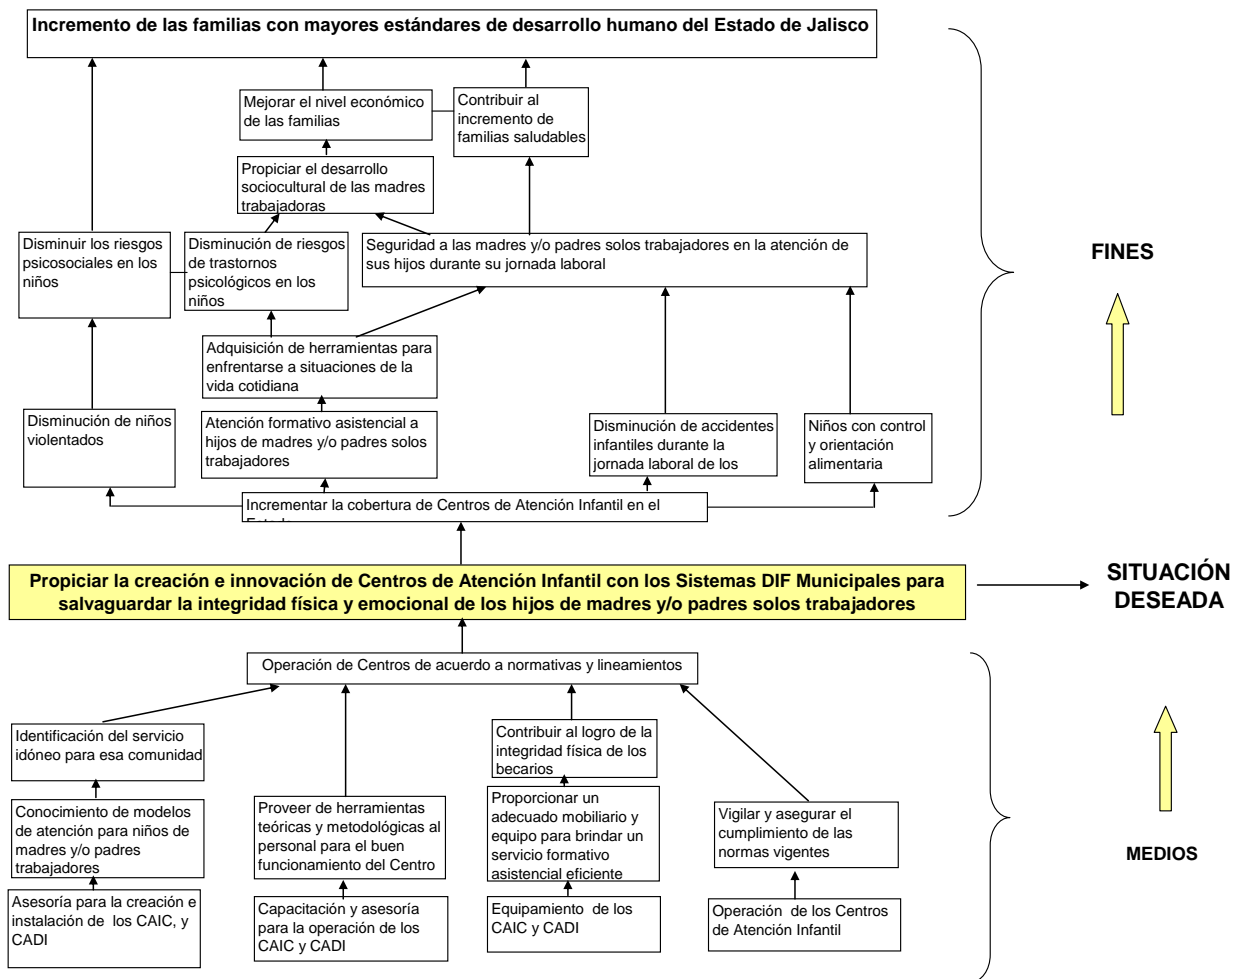 Incremento de las familias con mayores estándares de desarrollo humano del Estado de Jalisco
Mejorar el nivel económico
de las familias
Contribuir al
incremento de
familias saludables
Propiciar el desarrollo
sociocultural de las madres
trabajadoras
Disminuir los riesgos
psicosociales en los
niños
Disminución de riesgos
de trastornos
psicológicos en los
niños
Seguridad a las madres y/o padres solos trabajadores en la atención de
sus hijos durante su jornada laboral
FINES
Adquisición de herramientas para
enfrentarse a situaciones de la
vida cotidiana
Disminución de niños
violentados
Atención formativo asistencial a
hijos de madres y/o padres solos
trabajadores
Disminución de accidentes
infantiles durante la
jornada laboral de los
Niños con control
y orientación
alimentaria
Incrementar la cobertura de Centros de Atención Infantil en el
Propiciar la creación e innovación de Centros de Atención Infantil con los Sistemas DIF Municipales para
salvaguardar la integridad física y emocional de los hijos de madres y/o padres solos trabajadores
SITUACIÓN
DESEADA
Operación de Centros de acuerdo a normativas y lineamientos
Identificación del servicio
idóneo para esa comunidad
Contribuir al logro de la
integridad física de los
becarios
Conocimiento de modelos
de atención para niños de
madres y/o padres
trabajadores
Proveer de herramientas
teóricas y metodológicas al
personal para el buen
funcionamiento del Centro
Proporcionar un
adecuado mobiliario y
equipo para brindar un
servicio formativo
asistencial eficiente
Vigilar y asegurar el
cumplimiento de las
normas vigentes
MEDIOS
Asesoría para la creación e
instalación de los CAIC, y
CADI
Capacitación y asesoría
para la operación de los
CAIC y CADI
Equipamiento de los
CAIC y CADI
Operación de los Centros
de Atención Infantil